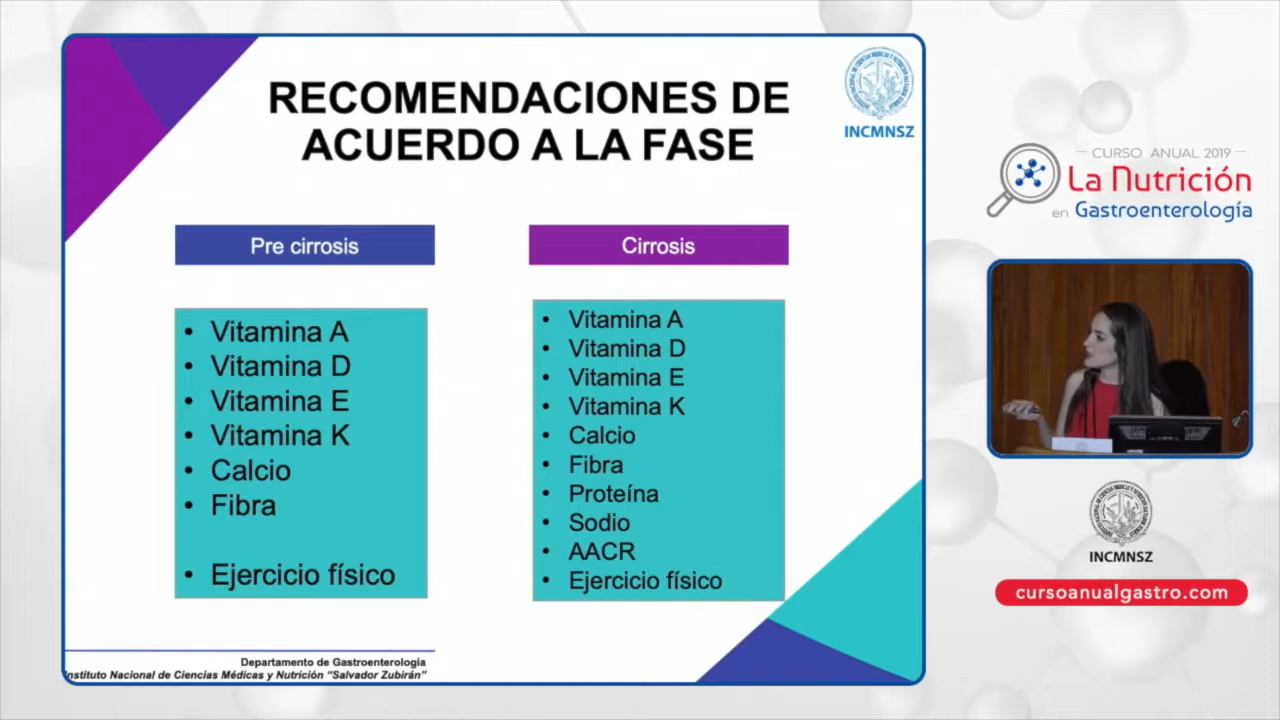 RECOMENDACIONES DE
ACUERDO A LA FASE
INCMNSZ
Pre cirrosis
• Vitamina A
• Vitamina D
• Vitamina E
• Vitamina K
• Calcio
• Fibra
• Ejercicio físico
Cirrosis
• Vitamina A
• Vitamina D
• Vitamina E
• Vitamina K
• Calcio
• Fibra
• Proteína
• Sodio
• AACR
• Ejercicio físico
Departamento de Gastroenterología
nstituto Nacional de Ciencias Médicas y Nutrición “Salvador Zubirán”
CURSO ANUAL 2019
La Nutrición
en Gastroenterología
INCMNSZ
cursoanualgastro.com